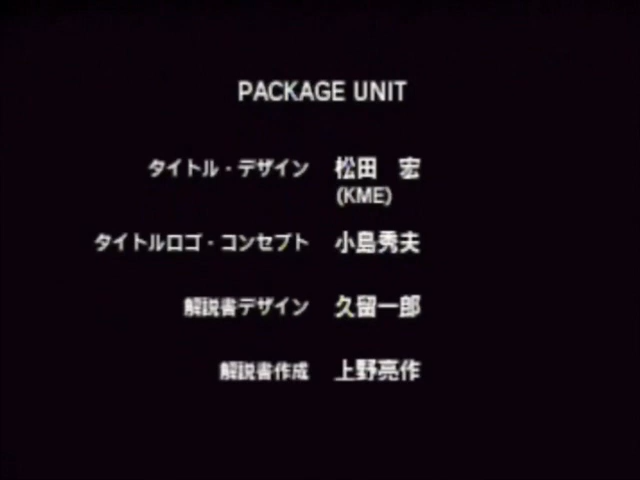 PACKAGE UNIT
タイトル・デザイン 松田 宏
(KME)
タイトルロゴ・コンセプト 小島秀夫
解説書デザイン 久留一郎
解説書作成 上野亮作